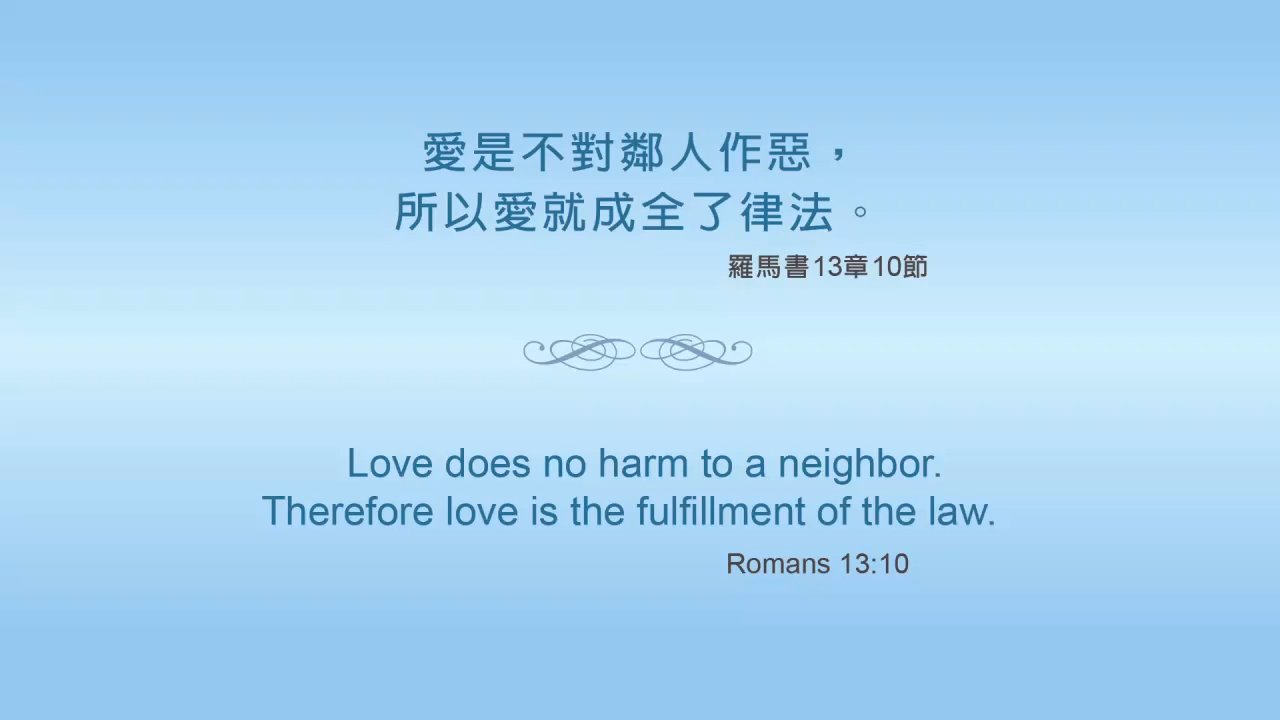 愛是不對鄰人作惡，
所以愛就成全了律法。
羅馬書13章10節
Love does no harm to a neighbor.
Therefore love is the fulfillment of the law.
Romans 13:10